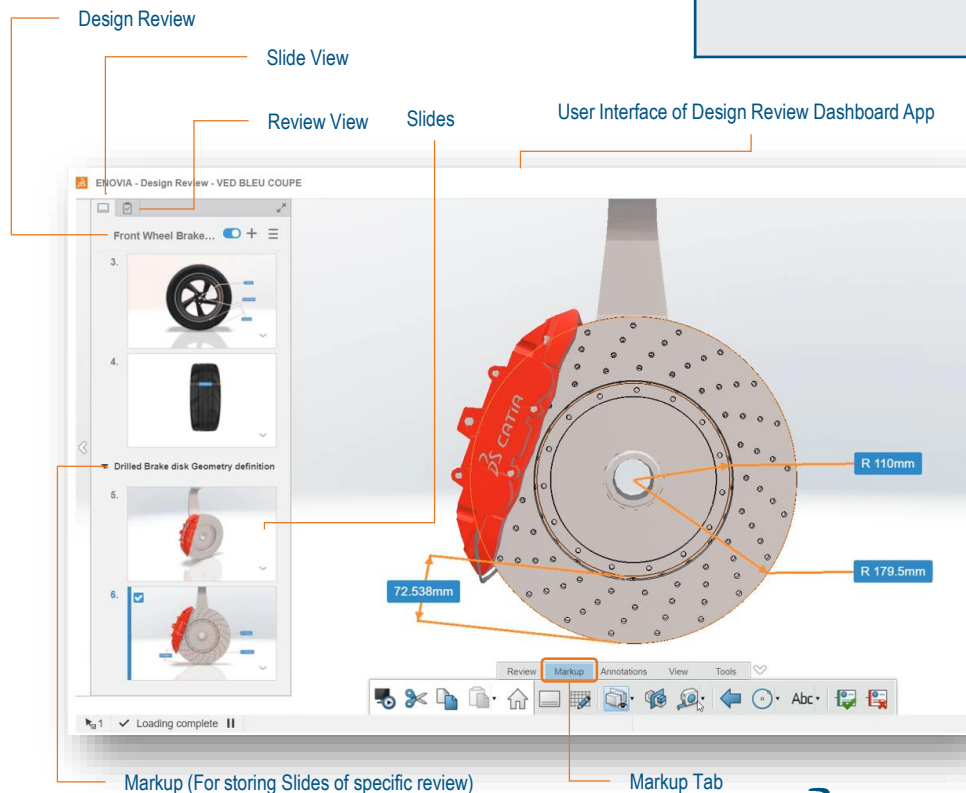 Design Review
Slide View
Review View
Slides
User Interface of Design Review Dashboard App
ENOVIA - Design Review - VED BLEU COUPE
Front Wheel Brake...
3.
4.
Drilled Brake disk Geometry definition
5.
6.
DS CATIA
R 110mm
R 179.5mm
72.538mm
Review Markup Annotations View Tools
Abc
1 Loading complete
Markup (For storing Slides of specific review)
Markup Tab